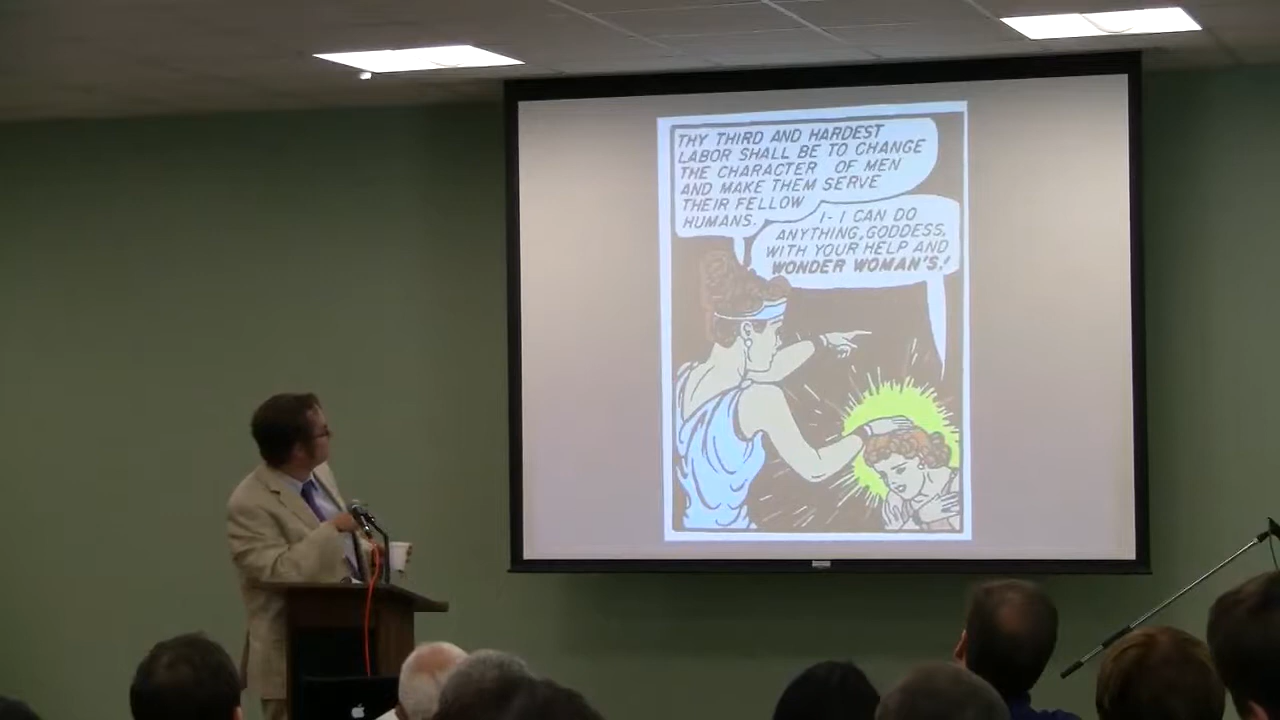 THY THIRD AND HARDEST
LABOR SHALL BE TO CHANGE
THE CHARACTER OF MEN
AND MAKE THEM SERVE
THEIR FELLOW
HUMANS.
I-I CAN DO
ANYTHING, GODDESS,
WITH YOUR HELP AND
WONDER WOMAN'S!